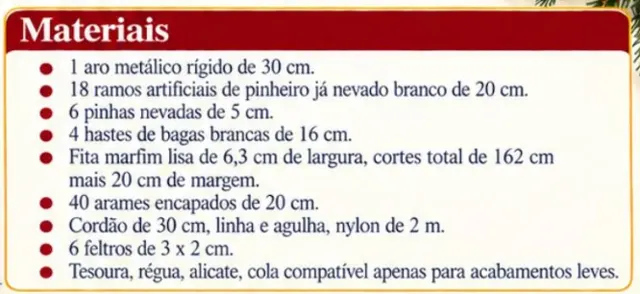 Materiais
1 aro metálico rígido de 30 cm.
18 ramos artificiais de pinheiro já nevado branco de 20 cm.
6 pinhas nevadas de 5 cm.
4 hastes de bagas brancas de 16 cm.
Fita marfim lisa de 6,3 cm de largura, cortes total de 162 cm
mais 20 cm de margem.
40 arames encapados de 20 cm.
Cordão de 30 cm, linha e agulha, nylon de 2 m.
6 feltros de 3 x 2 cm.
Tesoura, régua, alicate, cola compatível apenas para acabamentos leves.